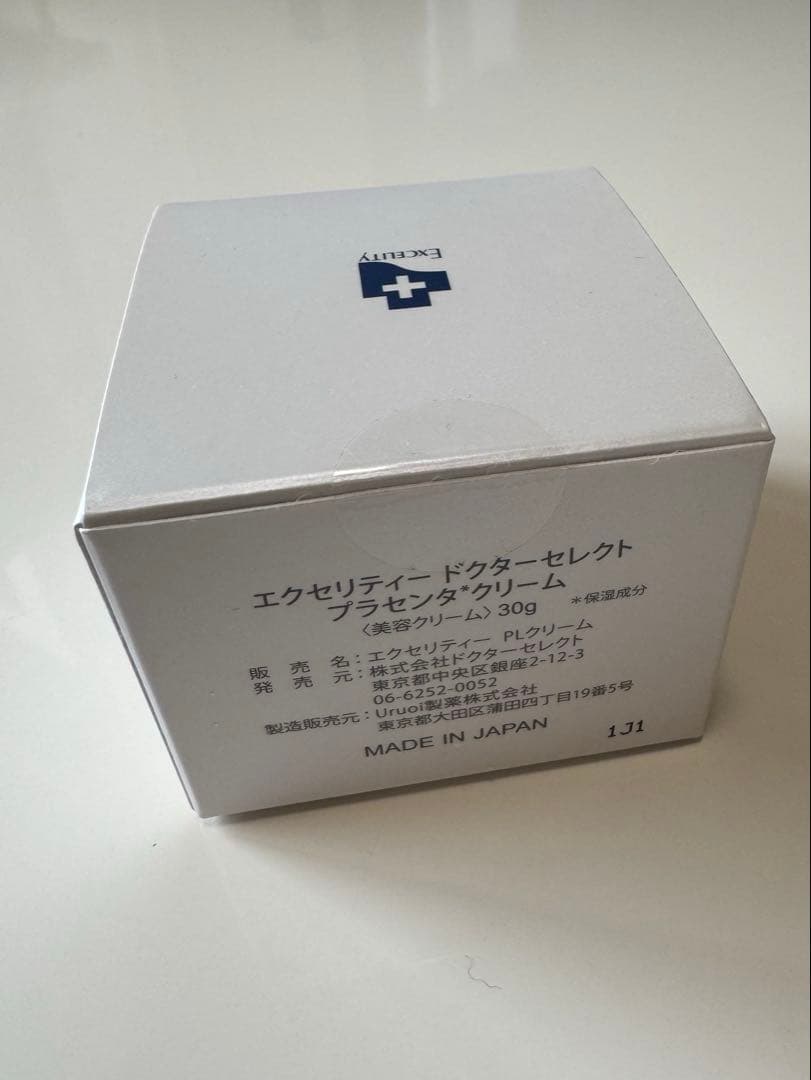 EXCELITY
エクセリティー ドクターセレクト
プラセンタ*クリーム
〈美容クリーム〉30g *保湿成分
販売名:エクセリティー PLクリーム
発売元:株式会社ドクターセレクト
東京都中央区銀座2-12-3
06-6252-0052
製造販売元:Uruoi製薬株式会社
東京都大田区蒲田四丁目19番5号
MADE IN JAPAN
1J1